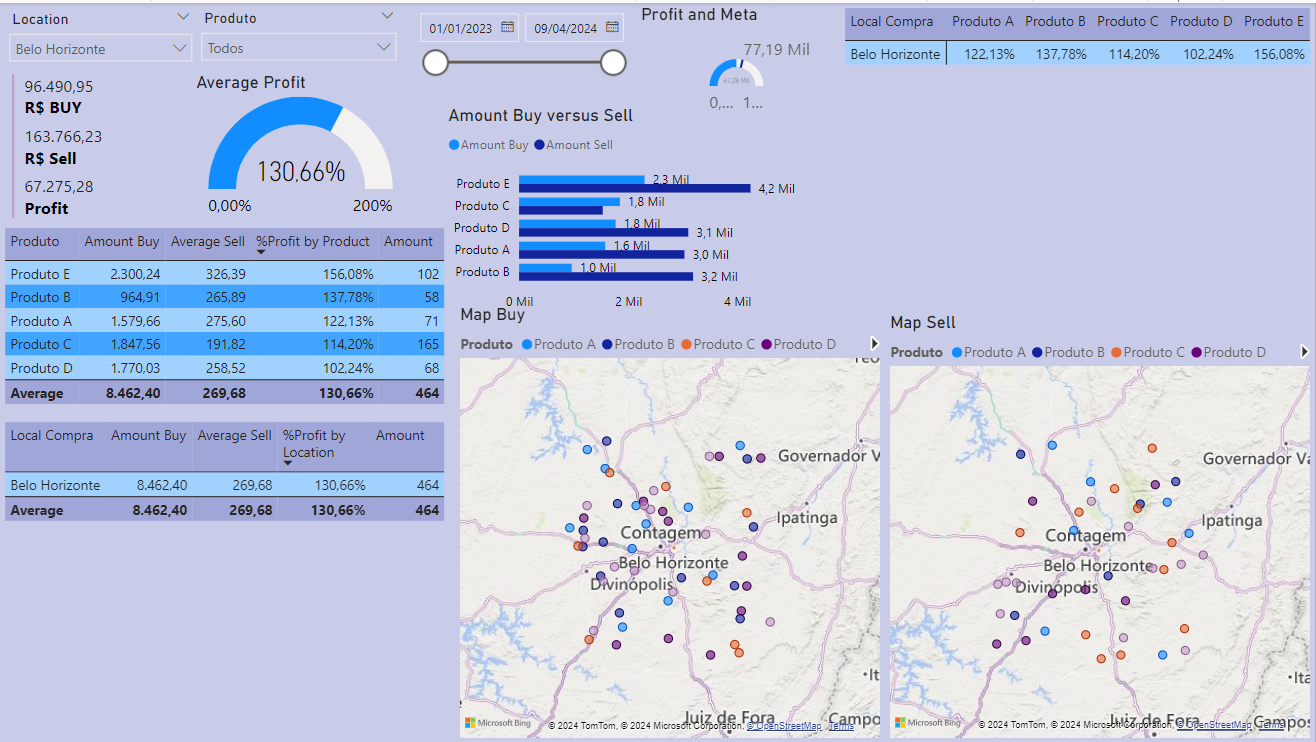 Location
Belo Horizonte
Produto
Todos
01/01/2023
09/04/2024
Profit and Meta
77,19 Mil
67,28 Mil
0,... 1...
Local Compra Produto A Produto B Produto C Produto D Produto E
Belo Horizonte 122,13% 137,78% 114,20% 102,24% 156,08%
96.490,95
R$ BUY
163.766,23
R$ Sell
67.275,28
Profit
Average Profit
130,66%
0,00% 200%
Amount Buy versus Sell
Amount Buy Amount Sell
Produto E 2,3 Mil 4,2 Mil
Produto C 1,8 Mil
Produto D 1,8 Mil 3,1 Mil
Produto A 1,6 Mil 3,0 Mil
Produto B 1,0 Mil 3,2 Mil
0 Mil 2 Mil 4 Mil
Produto Amount Buy Average Sell %Profit by Product Amount
Produto E 2.300,24 326,39 156,08% 102
Produto B 964,91 265,89 137,78% 58
Produto A 1.579,66 275,60 122,13% 71
Produto C 1.847,56 191,82 114,20% 165
Produto D 1.770,03 258,52 102,24% 68
Average 8.462,40 269,68 130,66% 464
Local Compra Amount Buy Average Sell %Profit by Location Amount
Belo Horizonte 8.462,40 269,68 130,66% 464
Average 8.462,40 269,68 130,66% 464
Map Buy
Produto Produto A Produto B Produto C Produto D
Governador V
Ipatinga
Contagem
Belo Horizonte
Divinópolis
It
Juiz de Fora
Campo
Microsoft Bing
© 2024 TomTom, © 2024 Microsoft Corporation, © OpenStreetMap Terms
Map Sell
Produto Produto A Produto B Produto C Produto D
Governador Va
Ipatinga
Contagem
Belo Horizonte
Divinópolis
Ita
Juiz de Fora
Campos
Microsoft Bing
© 2024 TomTom, © 2024 Microsoft Corporation, © OpenStreetMap Terms